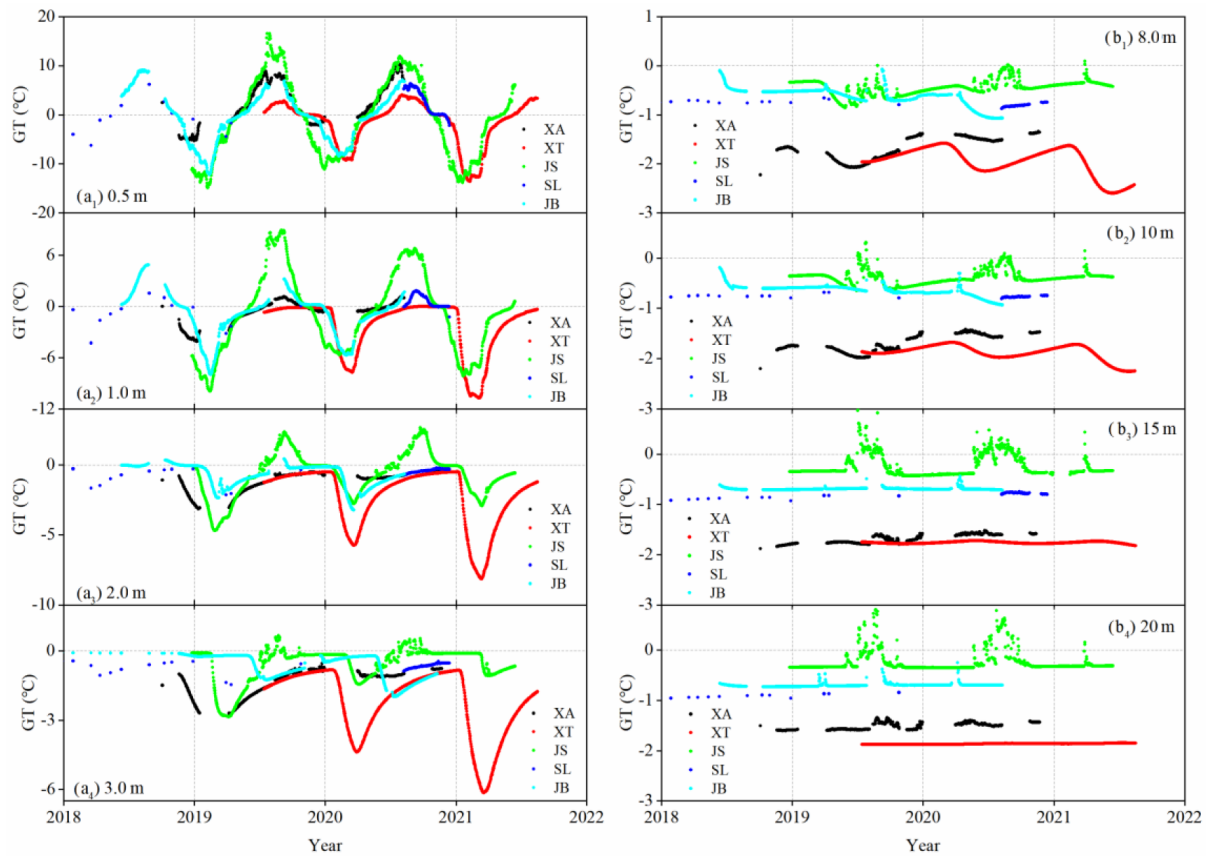 20
10
0
-10
-20
GT (°C)
(a1) 0.5 m
XA
XT
JS
SL
JB
6
0
-6
-12
GT (°C)
(a2) 1.0 m
XA
XT
JS
SL
JB
0
-5
-10
GT (°C)
(a3) 2.0 m
XA
XT
JS
SL
JB
0
-3
-6
GT (°C)
(a4) 3.0 m
XA
XT
JS
SL
JB
2018 2019 2020 2021 2022
Year
1
0
-1
-2
-3
GT (°C)
(b1) 8.0 m
XA
XT
JS
SL
JB
0
-1
-2
-3
GT (°C)
(b2) 10 m
XA
XT
JS
SL
JB
0
-1
-2
-3
GT (°C)
(b3) 15 m
XA
XT
JS
SL
JB
0
-1
-2
-3
GT (°C)
(b4) 20 m
XA
XT
JS
SL
JB
2018 2019 2020 2021 2022
Year